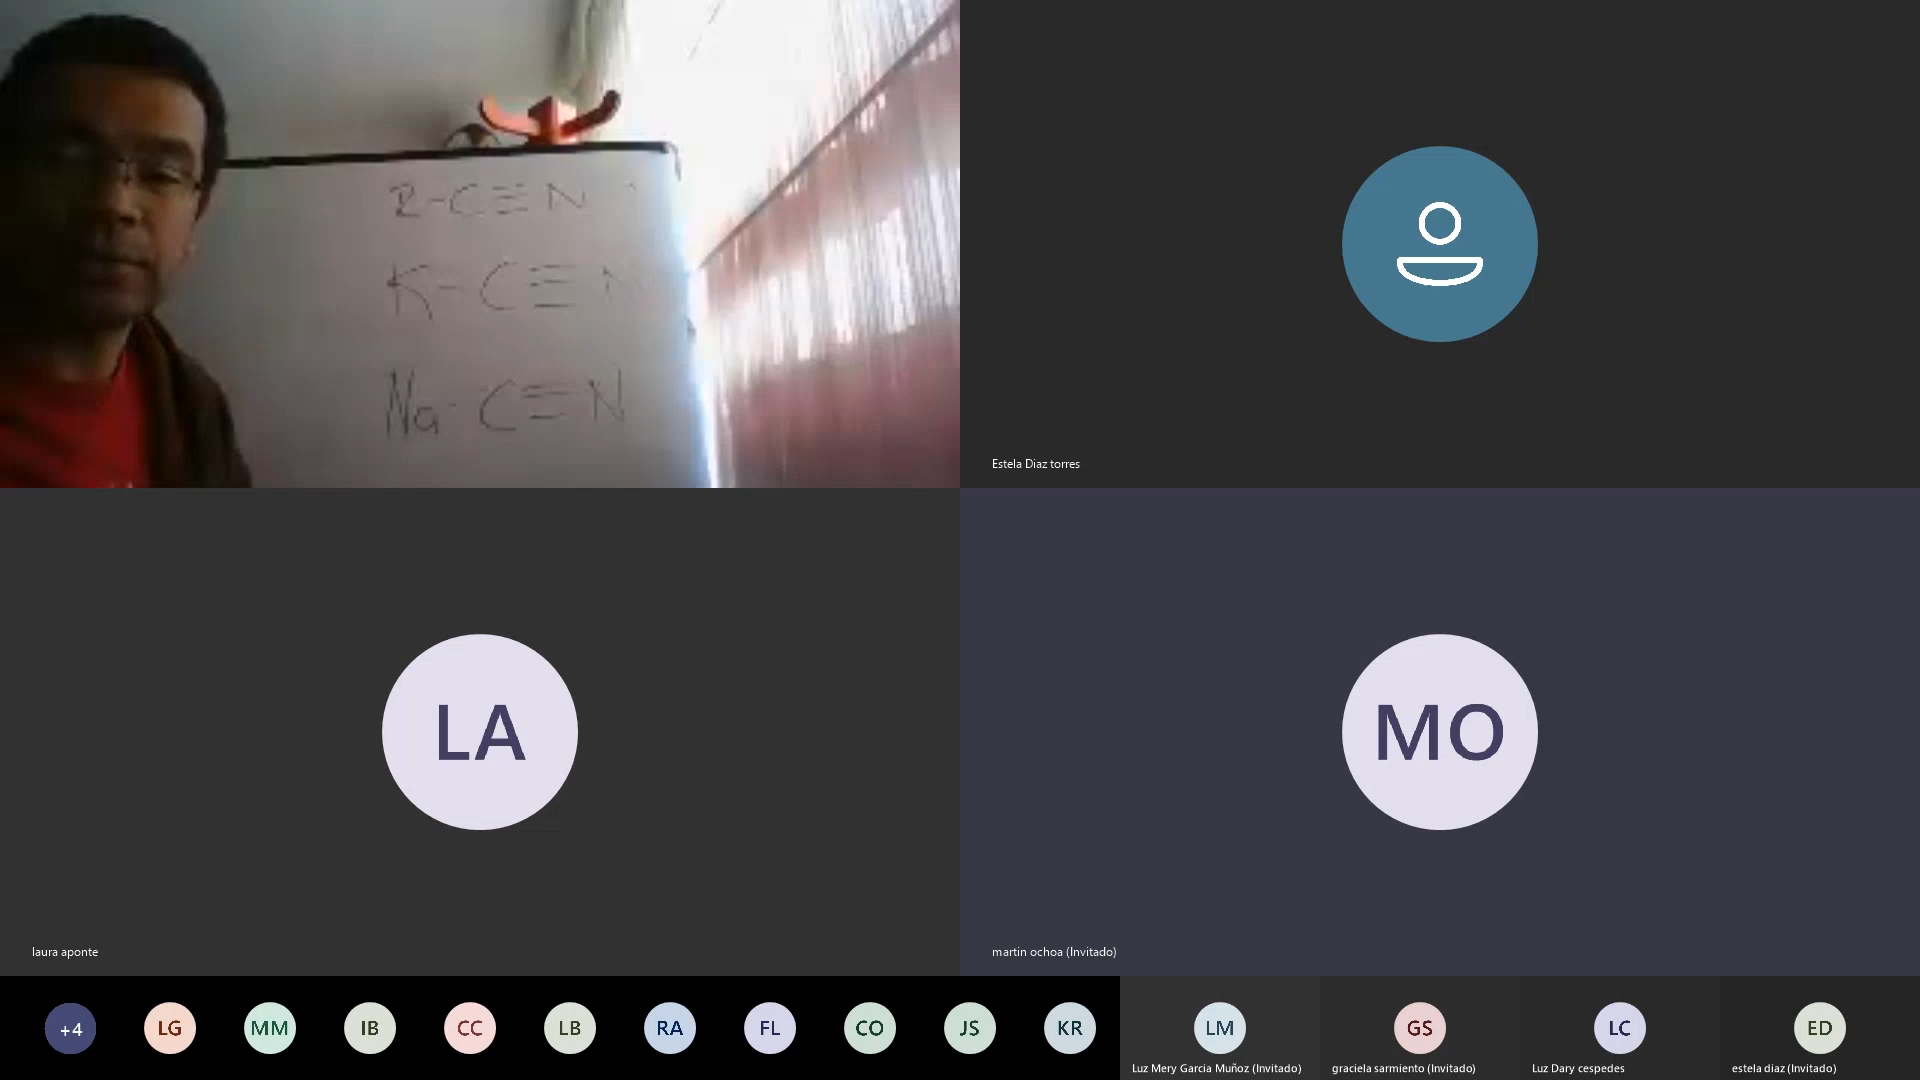 R-C≡N
K-C≡N
Na-C≡N
Estela Diaz torres
LA
laura aponte
MO
martin ochoa (Invitado)
+4
LG
MM
IB
CC
LB
RA
FL
CO
JS
KR
LM
Luz Mery Garcia Muñoz (Invitado)
GS
graciela sarmiento (Invitado)
LC
Luz Dary cespedes
ED
estela diaz (Invitado)